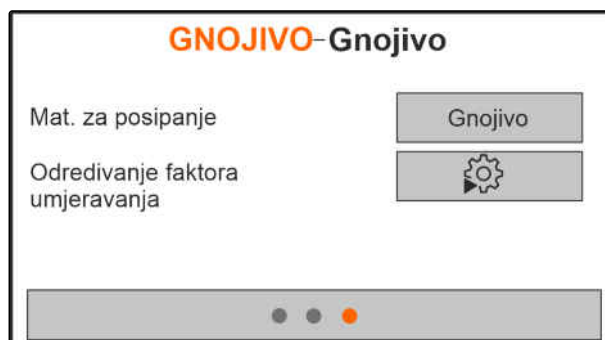 GNOJIVO-Gnojivo
Mat. za posipanje
Gnojivo
Odredivanje faktora
umjeravanja